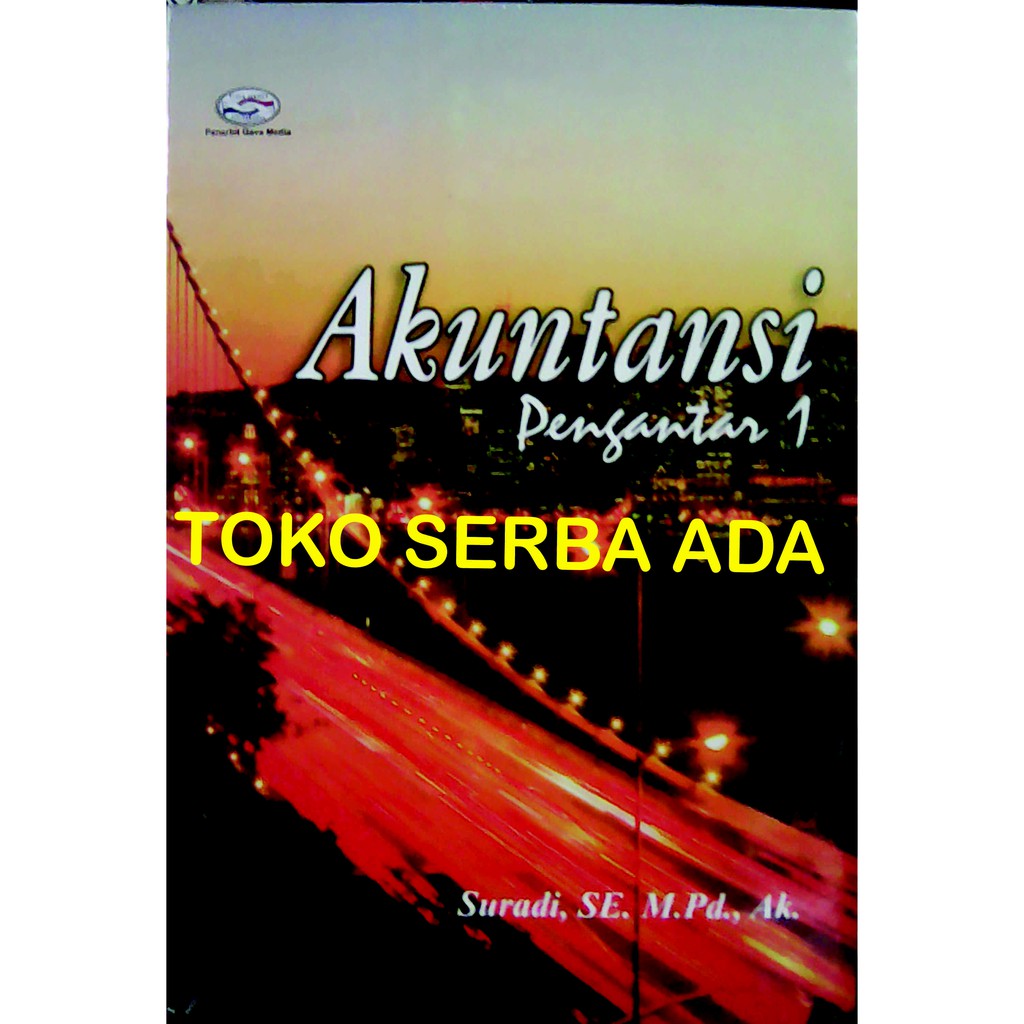 Penerbit Gava Media
Akuntansi
Pengantar 1
TOKO SERBA ADA
Suradi, SE. M.Pd., Ak.